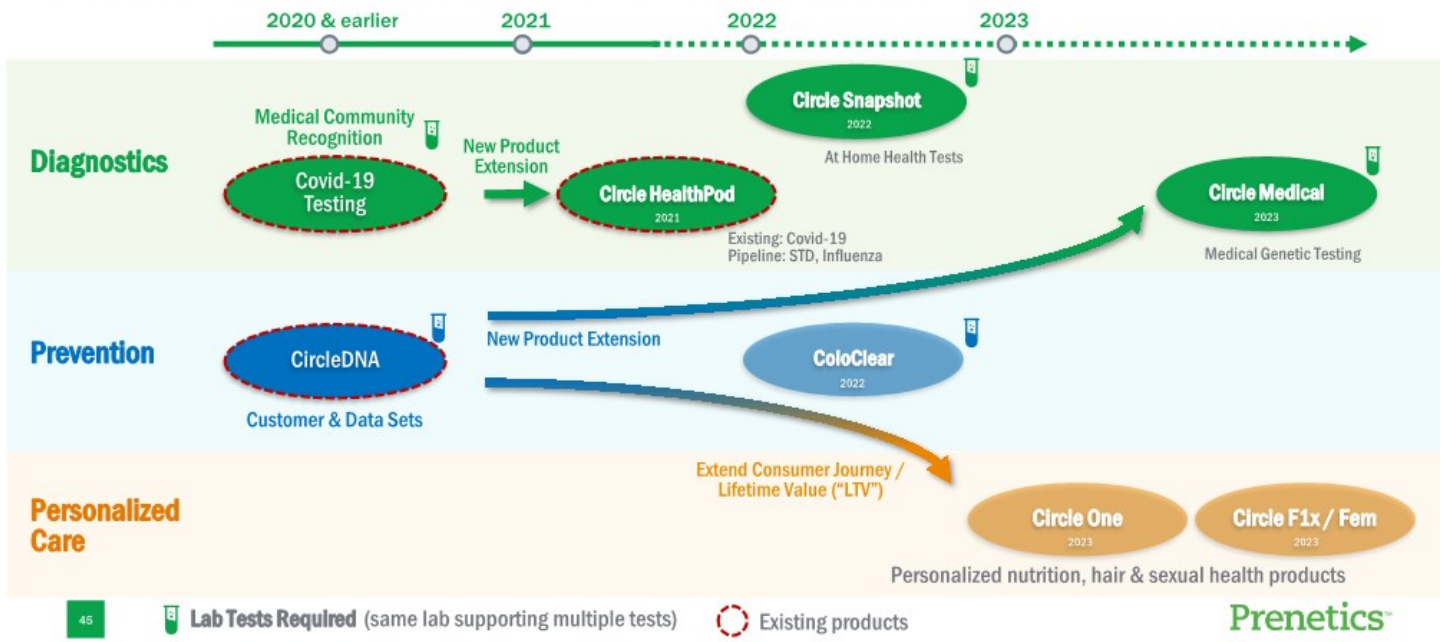 2020 & earlier
2021
2022
2023
Diagnostics
Medical Community
Recognition
Covid-19
Testing
New Product
Extension
Circle HealthPod
2021
Existing: Covid-19
Pipeline: STD, Influenza
Circle Snapshot
2022
At Home Health Tests
Circle Medical
2023
Medical Genetic Testing
Prevention
CircleDNA
Customer & Data Sets
New Product Extension
ColoClear
2022
Personalized
Care
Extend Consumer Journey /
Lifetime Value ("LTV")
Circle One
2023
Circle F1x / Fem
2023
Personalized nutrition, hair & sexual health products
45
Lab Tests Required (same lab supporting multiple tests)
Existing products
Prenetics™